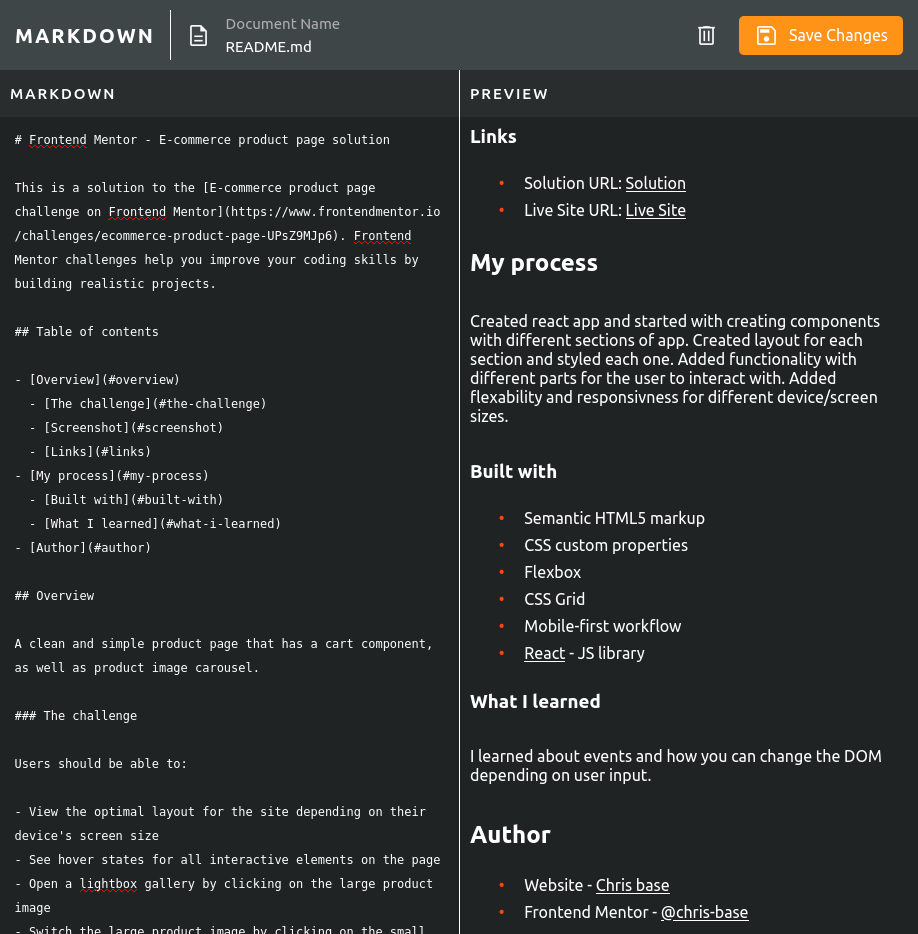 MARKDOWN
Document Name
README.md
Save Changes
MARKDOWN
# Frontend Mentor - E-commerce product page solution
This is a solution to the [E-commerce product page
challenge on Frontend Mentor](https://www.frontendmentor.io
/challenges/ecommerce-product-page-UPsZ9MJp6). Frontend
Mentor challenges help you improve your coding skills by
building realistic projects.
## Table of contents
- [Overview](#overview)
  - [The challenge](#the-challenge)
  - [Screenshot](#screenshot)
  - [Links](#links)
- [My process](#my-process)
  - [Built with](#built-with)
  - [What I learned](#what-i-learned)
- [Author](#author)
## Overview
A clean and simple product page that has a cart component,
as well as product image carousel.
### The challenge
Users should be able to:
- View the optimal layout for the site depending on their
device's screen size
- See hover states for all interactive elements on the page
- Open a lightbox gallery by clicking on the large product
image
- Switch the large product image by clicking on the small
PREVIEW
Links
• Solution URL: Solution
• Live Site URL: Live Site
My process
Created react app and started with creating components
with different sections of app. Created layout for each
section and styled each one. Added functionality with
different parts for the user to interact with. Added
flexability and responsivness for different device/screen
sizes.
Built with
• Semantic HTML5 markup
• CSS custom properties
• Flexbox
• CSS Grid
• Mobile-first workflow
• React - JS library
What I learned
I learned about events and how you can change the DOM
depending on user input.
Author
• Website - Chris base
• Frontend Mentor - @chris-base